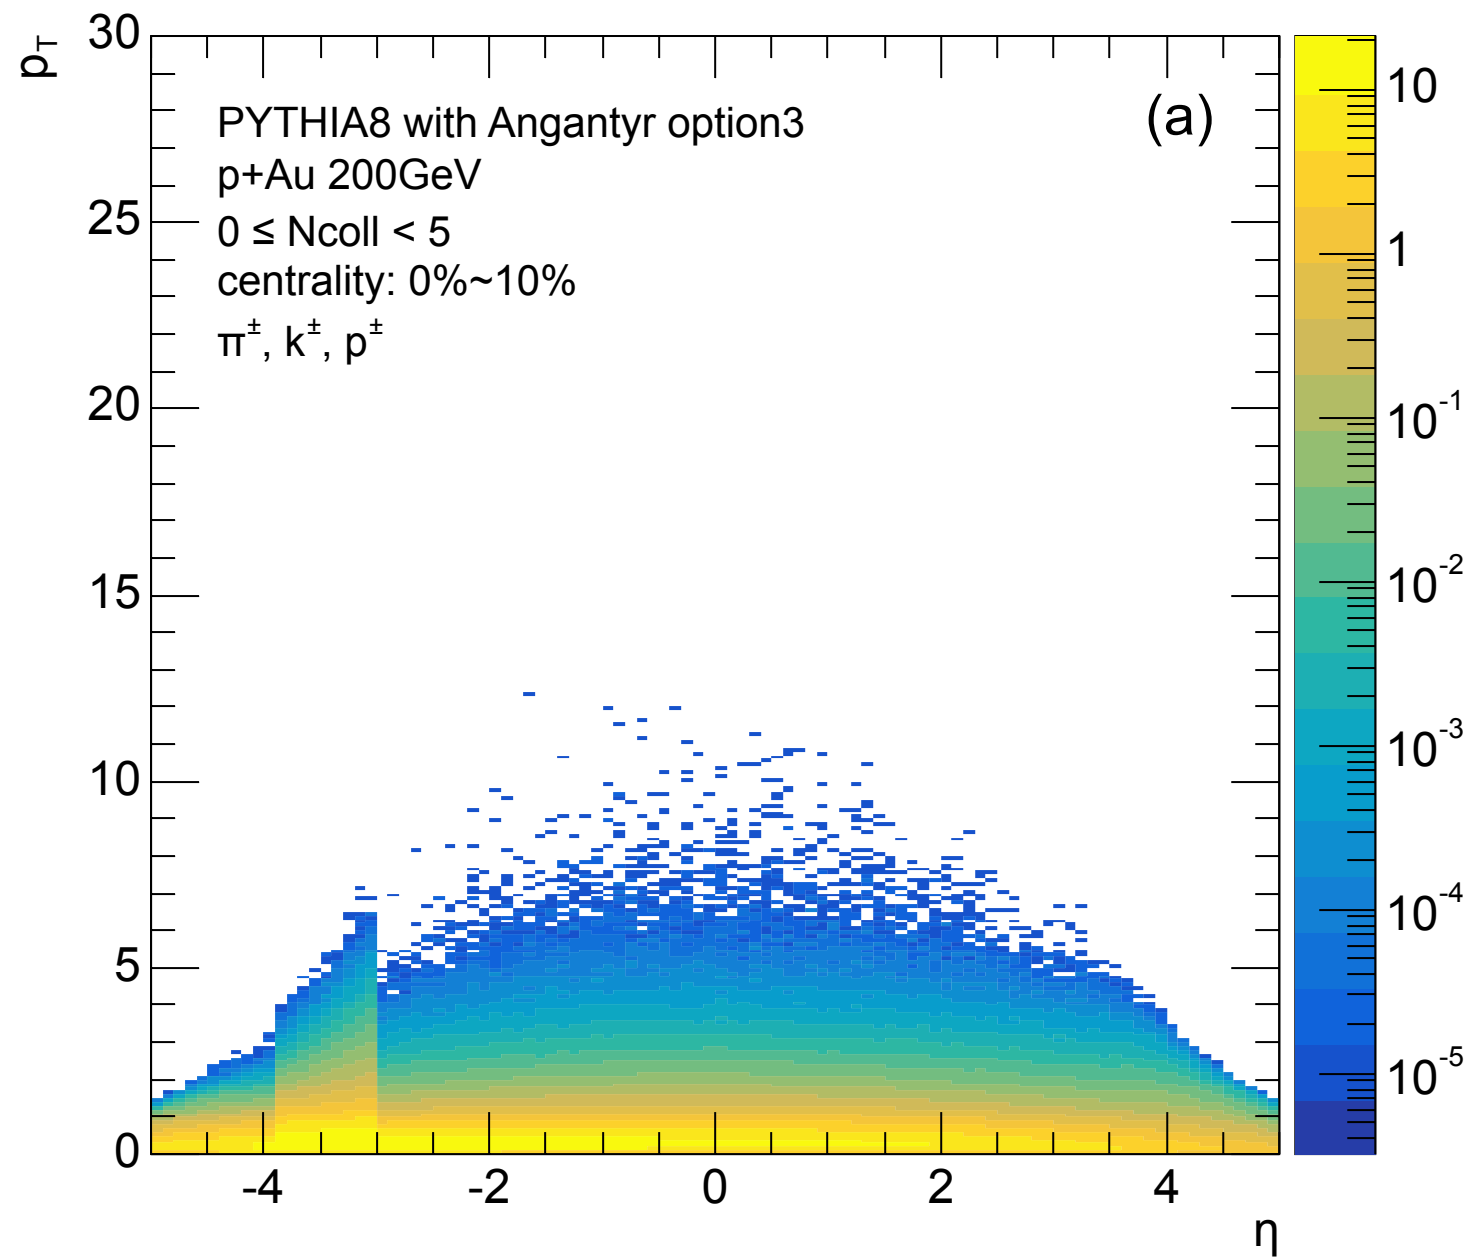 pT
30
25
20
15
10
5
0
PYTHIA8 with Angantyr option3
p+Au 200GeV
0 ≤ Ncoll < 5
centrality: 0%~10%
π±, k±, p±
(a)
-4 -2 0 2 4
η
10
1
10-1
10-2
10-3
10-4
10-5